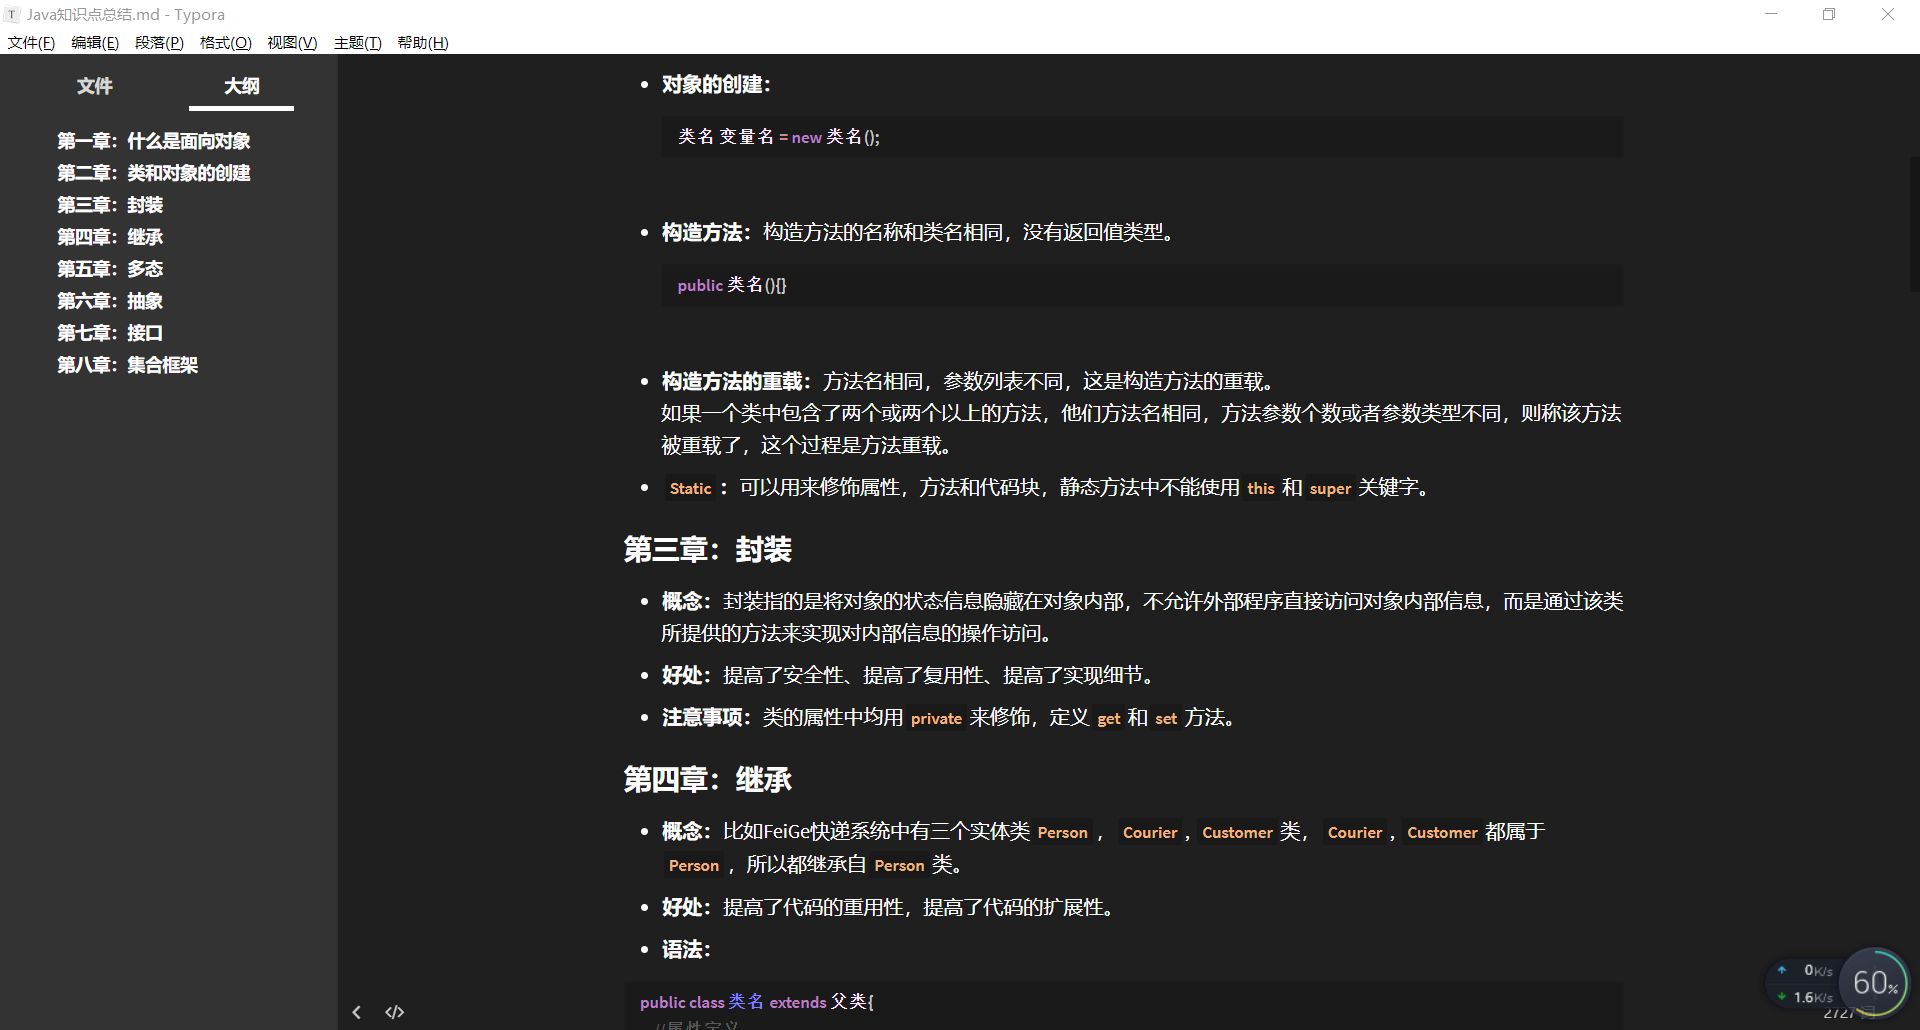 Java知识点总结.md - Typora
文件(F) 编辑(E) 段落(P) 格式(O) 视图(V) 主题(T) 帮助(H)
文件 大纲
第一章：什么是面向对象
第二章：类和对象的创建
第三章：封装
第四章：继承
第五章：多态
第六章：抽象
第七章：接口
第八章：集合框架
对象的创建：
类名 变量名 = new 类名();
构造方法：构造方法的名称和类名相同，没有返回值类型。
public 类名(){}
构造方法的重载：方法名相同，参数列表不同，这是构造方法的重载。
如果一个类中包含了两个或两个以上的方法，他们方法名相同，方法参数个数或者参数类型不同，则称该方法
被重载了，这个过程是方法重载。
Static ：可以用来修饰属性，方法和代码块，静态方法中不能使用 this 和 super 关键字。
第三章：封装
概念：封装指的是将对象的状态信息隐藏在对象内部，不允许外部程序直接访问对象内部信息，而是通过该类
所提供的方法来实现对内部信息的操作访问。
好处：提高了安全性、提高了复用性、提高了实现细节。
注意事项：类的属性中均用 private 来修饰，定义 get 和 set 方法。
第四章：继承
概念：比如FeiGe快递系统中有三个实体类 Person ， Courier ，Customer 类， Courier ，Customer 都属于
Person ，所以都继承自 Person 类。
好处：提高了代码的重用性，提高了代码的扩展性。
语法：
public class 类名 extends 父类{
//属性定义
0K/s
1.6K/s
60%
2727 词